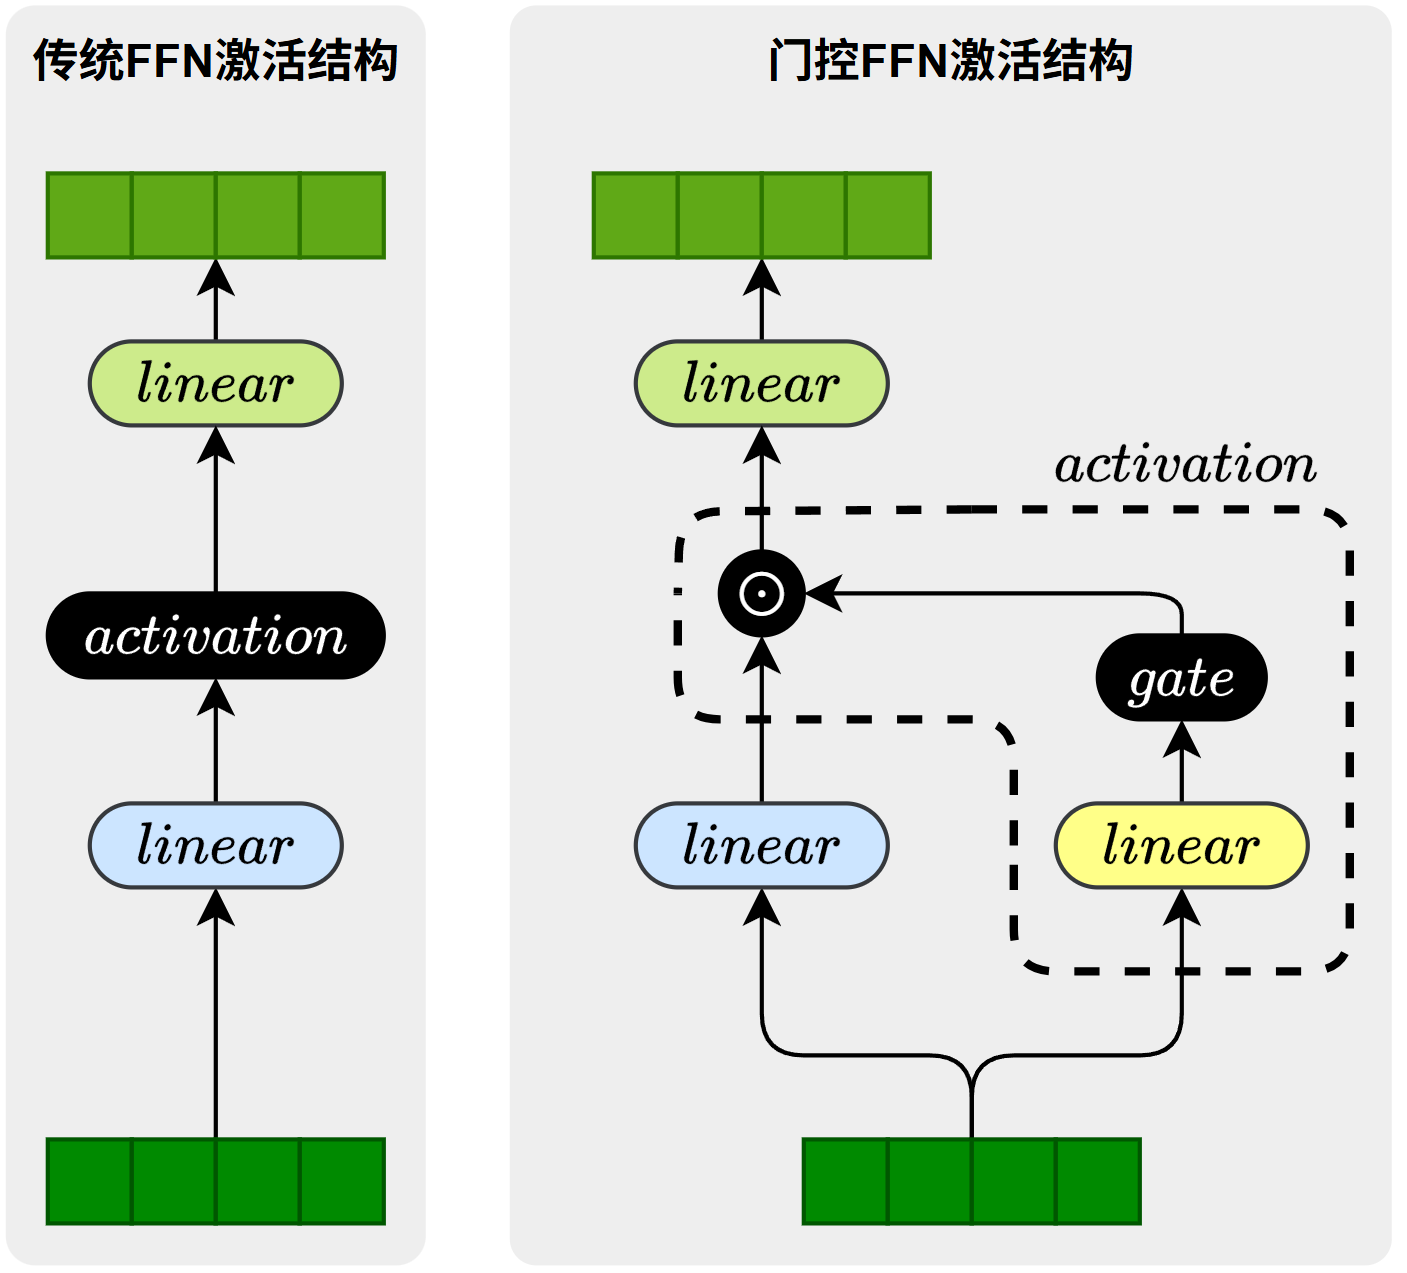 传统FFN激活结构
linear
activation
linear
门控FFN激活结构
linear
activation
⊙
gate
linear
linear